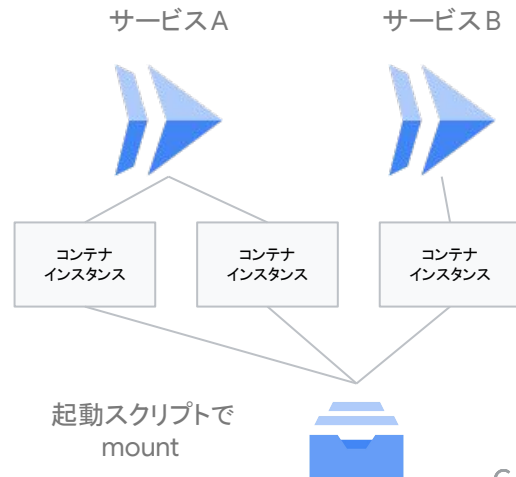 サービスA
サービスB
コンテナ
インスタンス
コンテナ
インスタンス
コンテナ
インスタンス
起動スクリプトで
mount